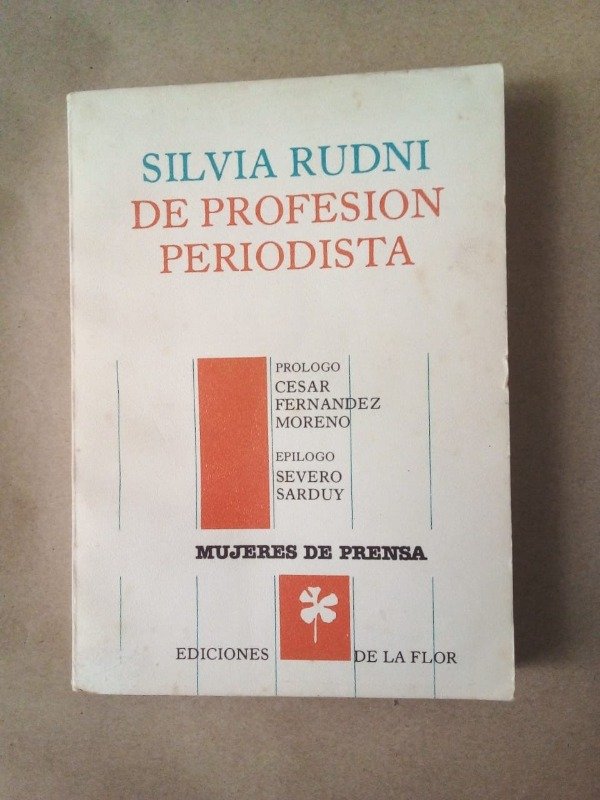 SILVIA RUDNI
DE PROFESION
PERIODISTA
PROLOGO
CESAR
FERNANDEZ
MORENO
EPILOGO
SEVERO
SARDUY
MUJERES DE PRENSA
EDICIONES DE LA FLOR